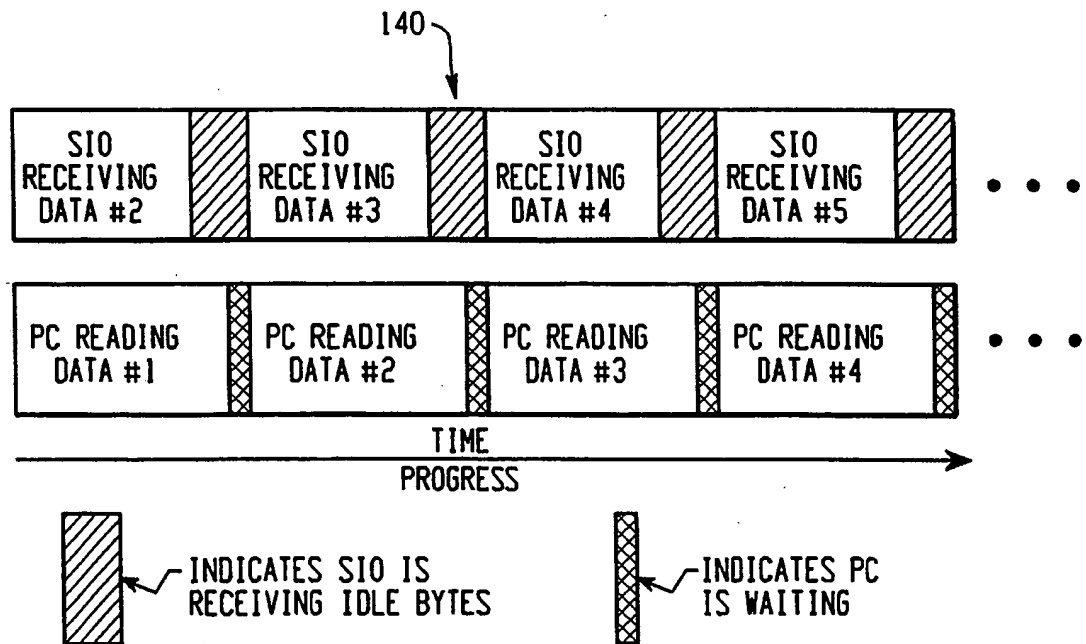 140
SIO RECEIVING DATA #2
SIO RECEIVING DATA #3
SIO RECEIVING DATA #4
SIO RECEIVING DATA #5
PC READING DATA #1
PC READING DATA #2
PC READING DATA #3
PC READING DATA #4
TIME
PROGRESS
INDICATES SIO IS
RECEIVING IDLE BYTES
INDICATES PC
IS WAITING